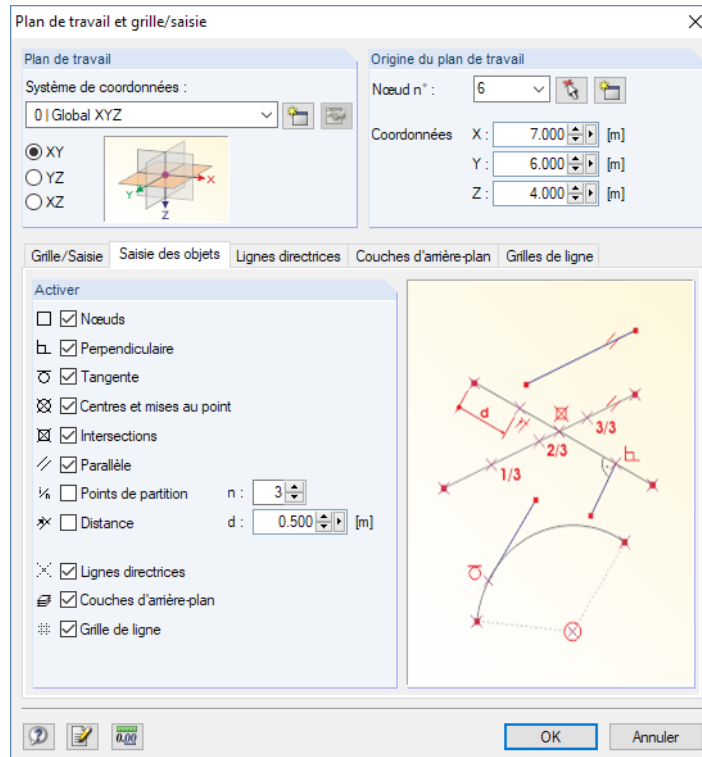 Plan de travail et grille/saisie
Plan de travail
Système de coordonnées :
0 | Global XYZ
XY
YZ
XZ
X
Y
Z
Origine du plan de travail
Nœud n° :
6
Coordonnées
X : 7.000 [m]
Y : 6.000 [m]
Z : 4.000 [m]
Grille/Saisie
Saisie des objets
Lignes directrices
Couches d'arrière-plan
Grilles de ligne
Activer
Nœuds
Perpendiculaire
Tangente
Centres et mises au point
Intersections
Parallèle
1/n Points de partition n : 3
Distance d : 0.500 [m]
Lignes directrices
Couches d'arrière-plan
Grille de ligne
d
3/3
2/3
1/3
0.00
OK
Annuler